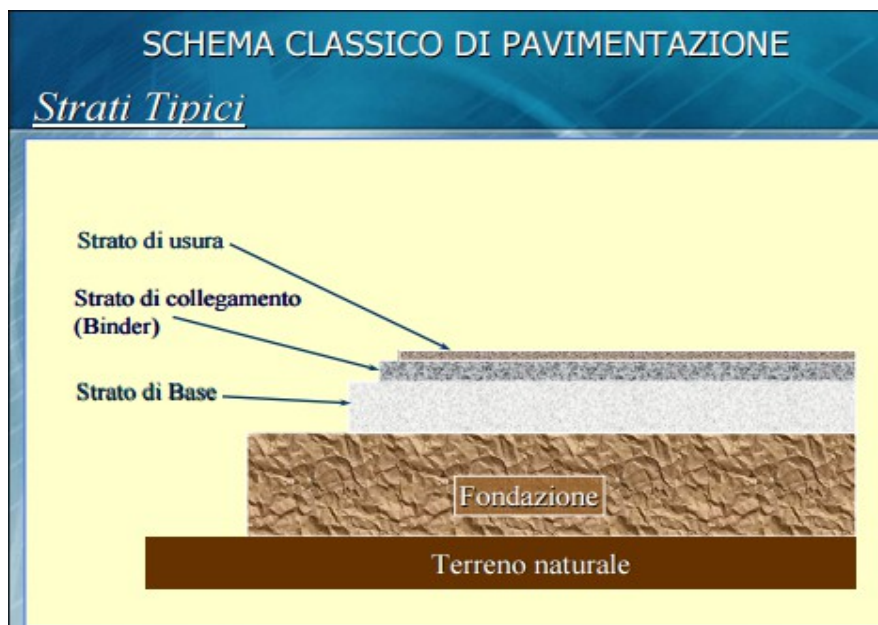 SCHEMA CLASSICO DI PAVIMENTAZIONE
Strati Tipici
Strato di usura
Strato di collegamento
(Binder)
Strato di Base
Fondazione
Terreno naturale